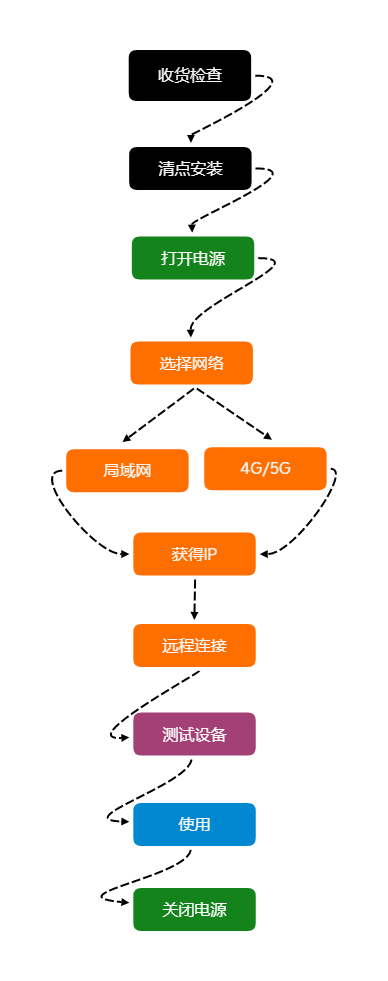 收货检查
清点安装
打开电源
选择网络
局域网
4G/5G
获得IP
远程连接
测试设备
使用
关闭电源